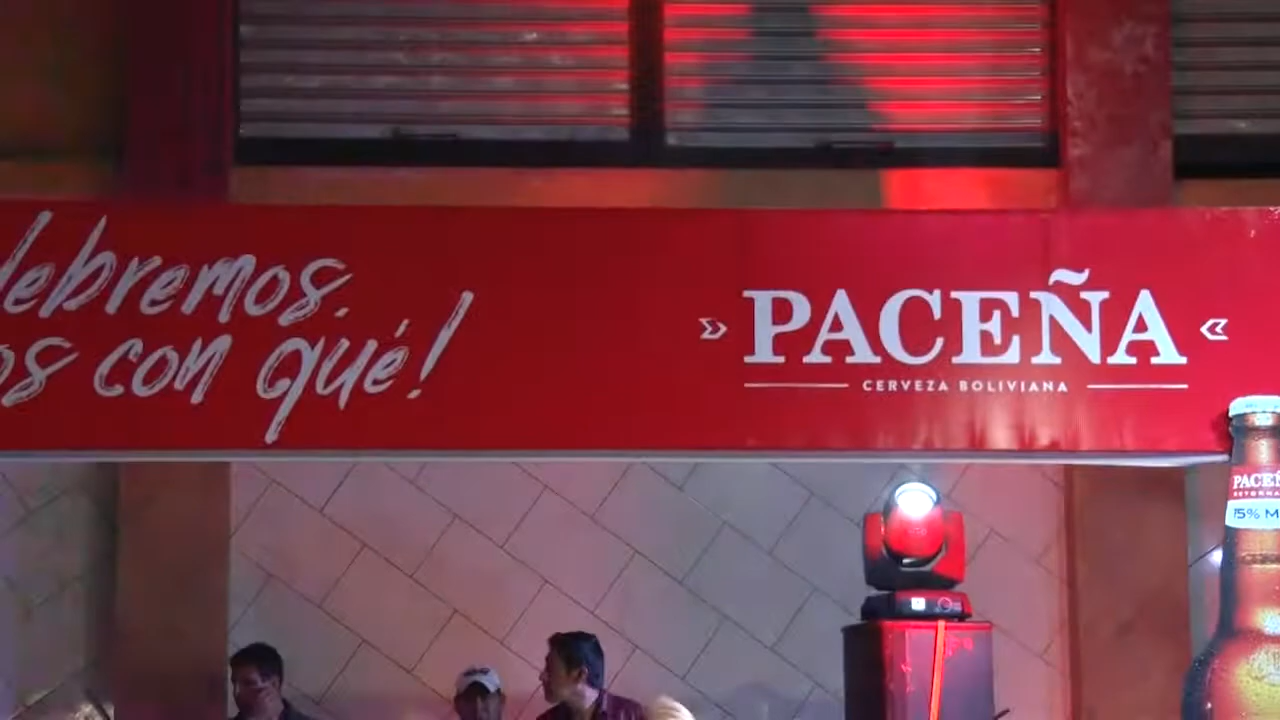 lebremos.
os con qué!
PACEÑA
CERVEZA BOLIVIANA
PACEÑ
15% M